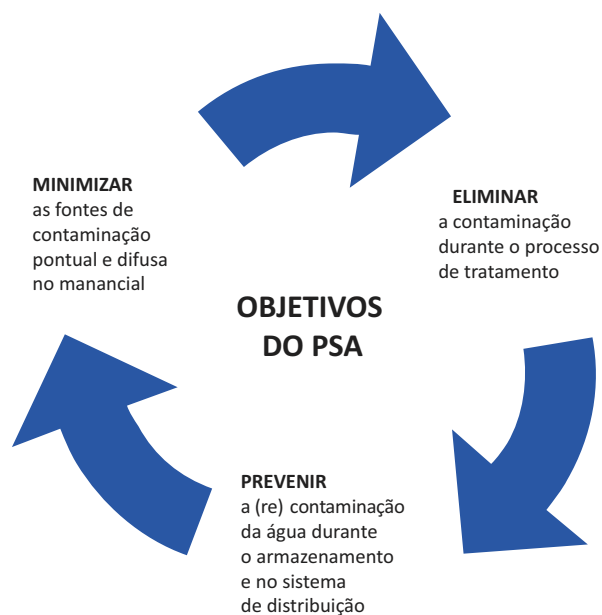 MINIMIZAR
as fontes de
contaminação
pontual e difusa
no manancial
ELIMINAR
a contaminação
durante o processo
de tratamento
OBJETIVOS
DO PSA
PREVENIR
a (re) contaminação
da água durante
o armazenamento
e no sistema
de distribuição